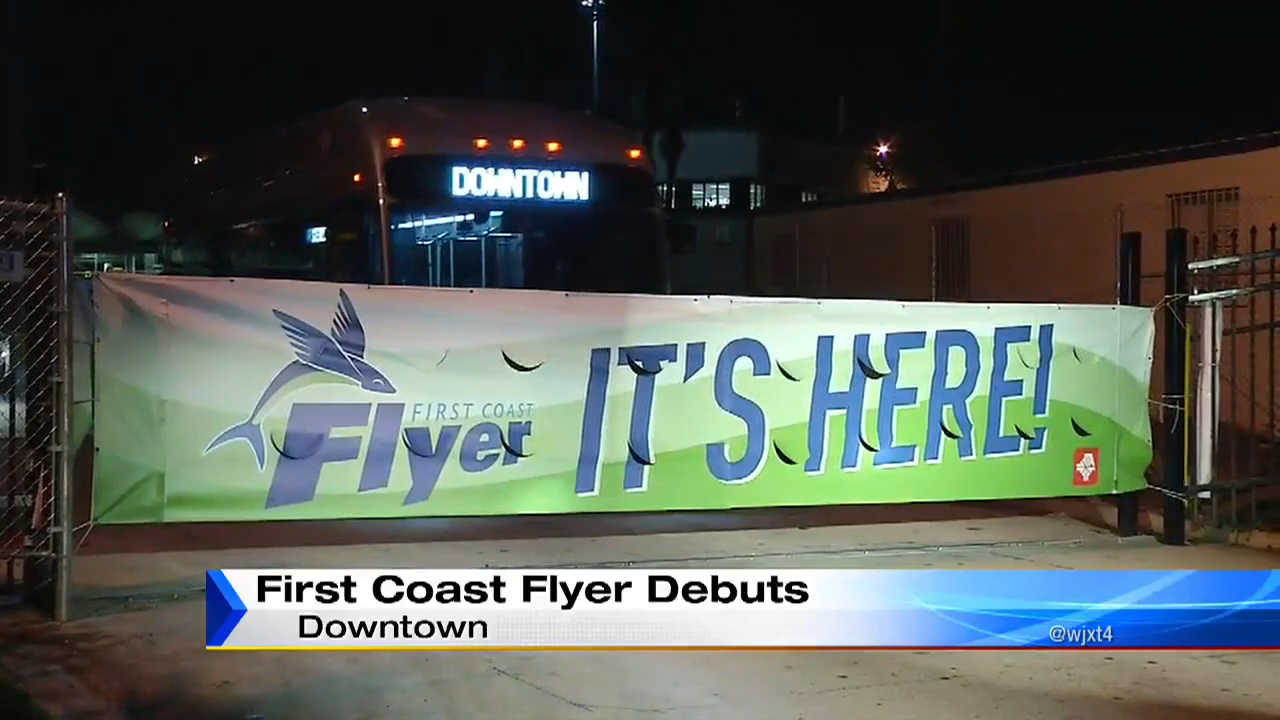 DOWNTOWN
FIRST COAST
Flyer
IT'S HERE!
First Coast Flyer Debuts
Downtown
@wjxt4